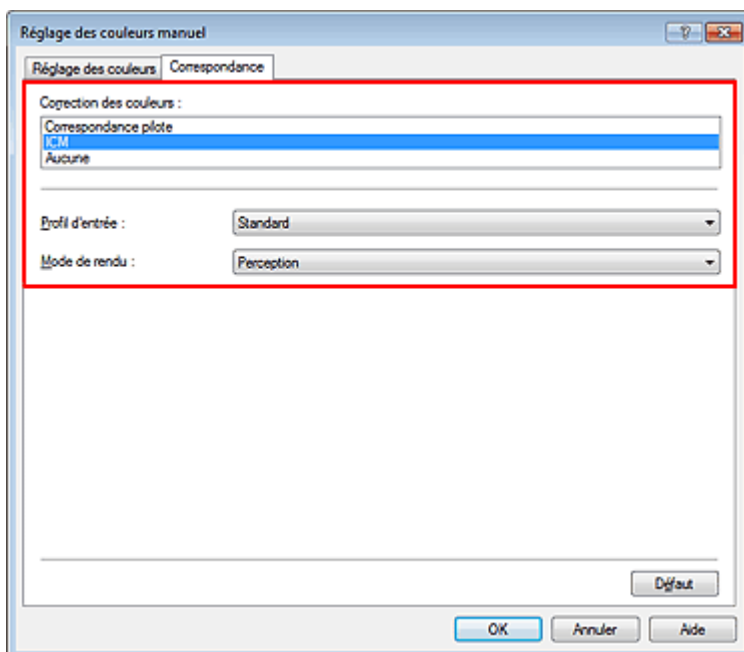 Réglage des couleurs manuel
Réglage des couleurs Correspondance
Correction des couleurs :
Correspondance pilote
ICM
Aucune
Profil d'entrée : Standard
Mode de rendu : Perception
Défaut
OK Annuler Aide